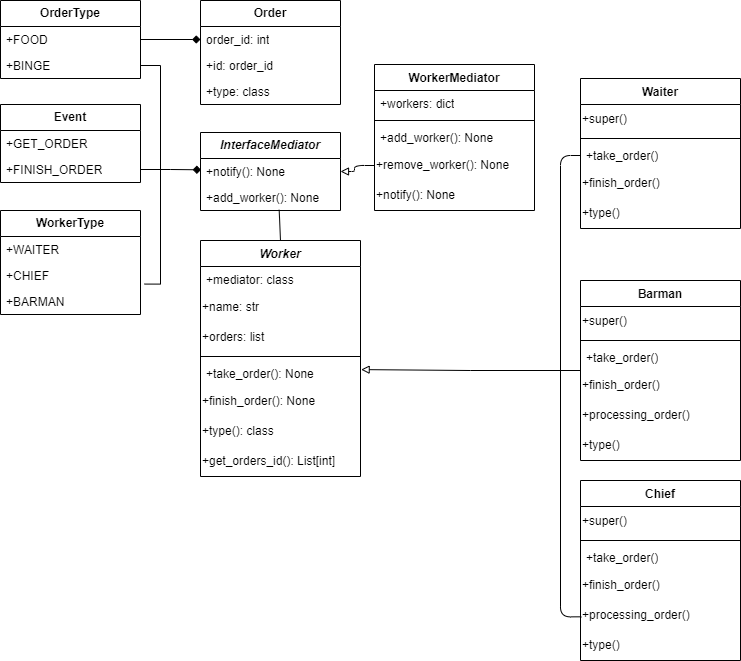 OrderType
+FOOD
+BINGE
Order
order_id: int
+id: order_id
+type: class
Event
+GET_ORDER
+FINISH_ORDER
InterfaceMediator
+notify(): None
+add_worker(): None
WorkerMediator
+workers: dict
+add_worker(): None
+remove_worker(): None
+notify(): None
WorkerType
+WAITER
+CHIEF
+BARMAN
Worker
+mediator: class
+name: str
+orders: list
+take_order(): None
+finish_order(): None
+type(): class
+get_orders_id(): List[int]
Waiter
+super()
+take_order()
+finish_order()
+type()
Barman
+super()
+take_order()
+finish_order()
+processing_order()
+type()
Chief
+super()
+take_order()
+finish_order()
+processing_order()
+type()